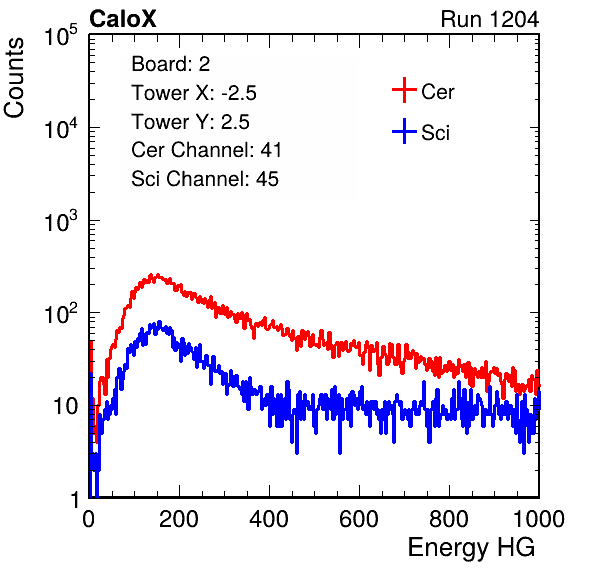 CaloX Run 1204
Counts
Board: 2
Tower X: -2.5
Tower Y: 2.5
Cer Channel: 41
Sci Channel: 45
Cer
Sci
10^5
10^4
10^3
10^2
10
1
0 200 400 600 800 1000
Energy HG